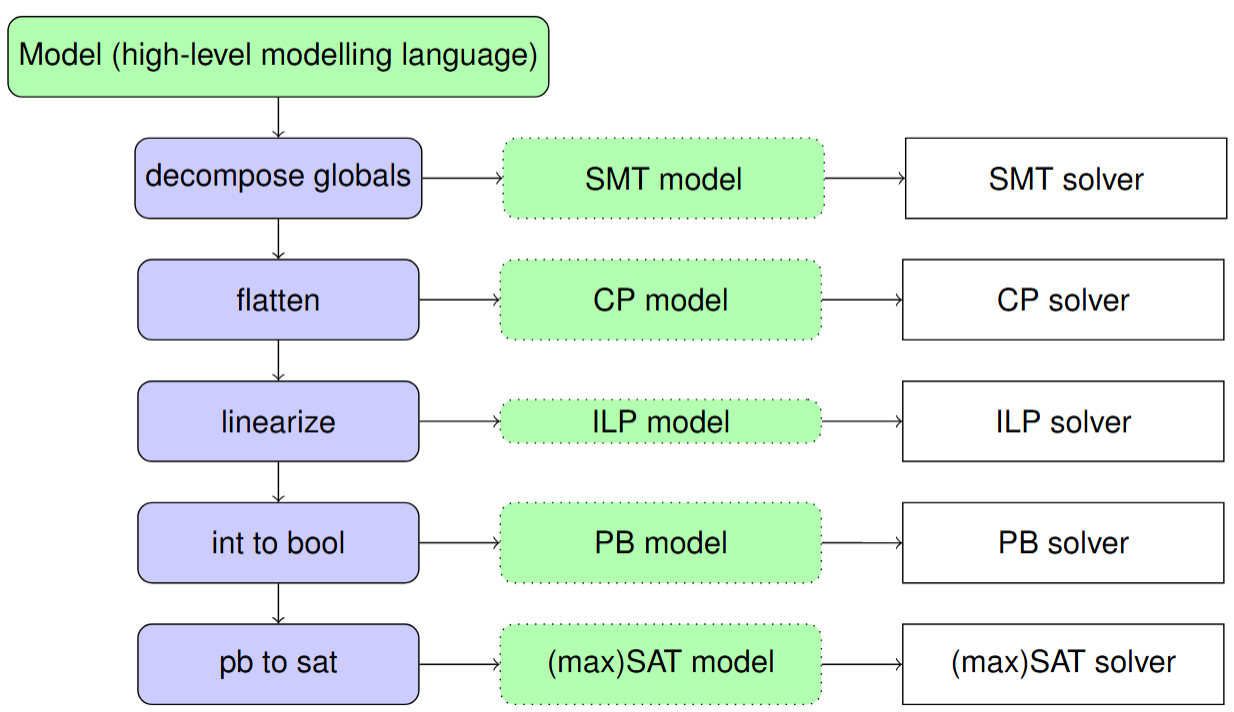 Model (high-level modelling language)
decompose globals
SMT model
SMT solver
flatten
CP model
CP solver
linearize
ILP model
ILP solver
int to bool
PB model
PB solver
pb to sat
(max)SAT model
(max)SAT solver